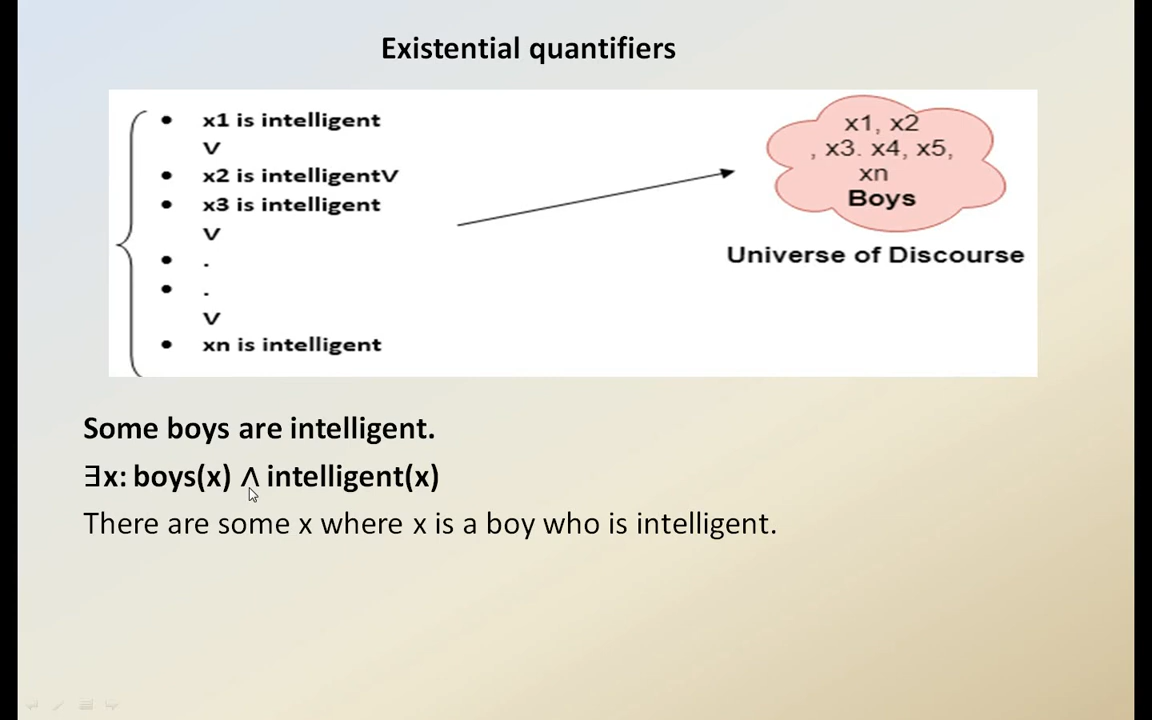 Existential quantifiers
• x1 is intelligent
V
• x2 is intelligentV
• x3 is intelligent
V
• .
• .
V
• xn is intelligent
x1, x2
, x3. x4, x5,
xn
Boys
Universe of Discourse
Some boys are intelligent.
∃x: boys(x) ∧ intelligent(x)
There are some x where x is a boy who is intelligent.